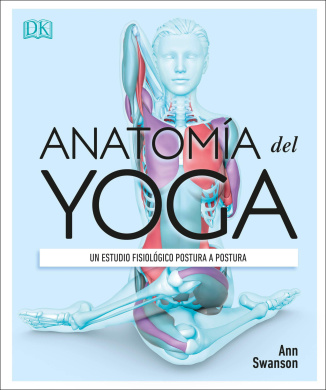 DK
ANATOMÍA del
YOGA
UN ESTUDIO FISIOLÓGICO POSTURA A POSTURA
Ann
Swanson